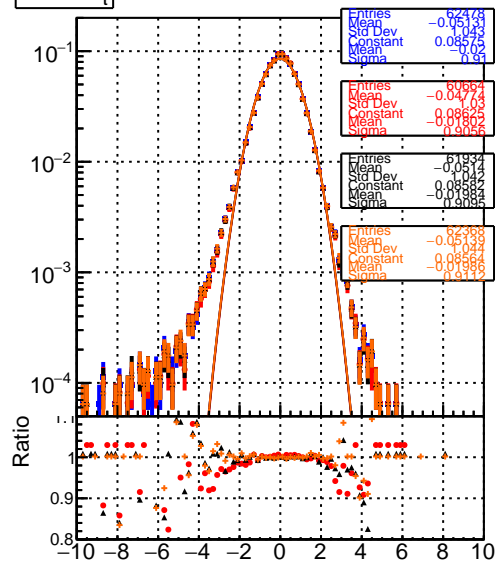 t
Entries 62478
Mean −0.05131
Std Dev 1.043
Constant 0.08575
Mean −0.02
Sigma 0.91
Entries 60664
Mean −0.04774
Std Dev 1.03
Constant 0.08625
Mean −0.01802
Sigma 0.9056
Entries 61934
Mean −0.0514
Std Dev 1.042
Constant 0.08582
Mean −0.01984
Sigma 0.9095
Entries 62368
Mean −0.05139
Std Dev 1.044
Constant 0.08564
Mean −0.01986
Sigma 0.9112
10−1
10−2
10−3
10−4
Ratio
1.1
1
0.9
0.8
−10 −8 −6 −4 −2 0 2 4 6 8 10